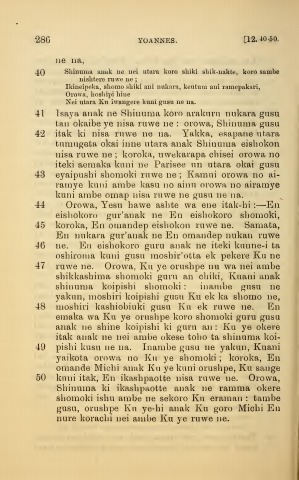 286 YOANNES. [12. 40-50.
ne na,
40 Shinuma anak ne nei utara koro shiki shik-nakte, koro sambe
nishtere ruwe ne;
Ikineipeka, shomo shiki ani nukara, keutum ani ramepakari,
Orowa, hoshipi hine
Nei utara Ku iwangere kuni gusu ne na.
41 Isaya anak ne Shinuma koro arakuru nukara gusu
tan okaibe ye nisa ruwe ne: orowa, Shinuma gusu
42 itak ki nisa ruwe ne na. Yakka, esapane utara
tumugeta okai inne utara anak Shinuma eishokon
nisa ruwe ne; koroka, uwekarapa chisei orowa no
iteki asmaka kuni ne Parisee un utara okai gusu
43 eyaipushi shomoki ruwe ne; Kamui orowa no ai-
ramye kuni ambe kasu no ainu orowa no airamye
kuni ambe omap nisa ruwe ne gusu ne na.
44 Orowa, Yesu hawe ashte wa ene itak-hi:—En
eishokoro gur'anak ne En eishokoro shomoki,
45 koroka, En omandep eishokon ruwe ne. Samata,
En nukara gur'anak ne En omandep nukan ruwe
46 ne. En eishokoro guru anak ne iteki kunne-i ta
oshiroma kuni gusu moshir'otta ek pekere Ku ne
47 ruwe ne. Orowa, Ku ye orushpe nu wa nei ambe
shikkashima shomoki guru an chiki, Kuani anak
shinuma koipishi shomoki: inambe gusu ne
yakun, moshiri koipishi gusu Ku ek ka shomo ne,
48 moshiri kashiobiuki gusu Ku ek ruwe ne. En
emaka wa Ku ye orushpe koro shomoki guru gusu
anak ne shine koipishi ki guru an: Ku ye okere
itak anak ne nei ambe okese toho ta shinuma koi-
49 pishi kusu ne na. Inambe gusu ne yakun, Kuani
yaikota orowa no Ku ye shomoki; koroka, En
omande Michi anak Ku ye kuni orushpe, Ku sange
50 kuni itak, En ikashpaotte nisa ruwe ne. Orowa,
Shinuma ki ikashpaotte anak ne ramma okere
shomoki ishu ambe ne sekoro Ku eraman: tambe
gusu, orushpe Ku ye-hi anak Ku goro Michi En
nure korachi nei ambe Ku ye ruwe ne.